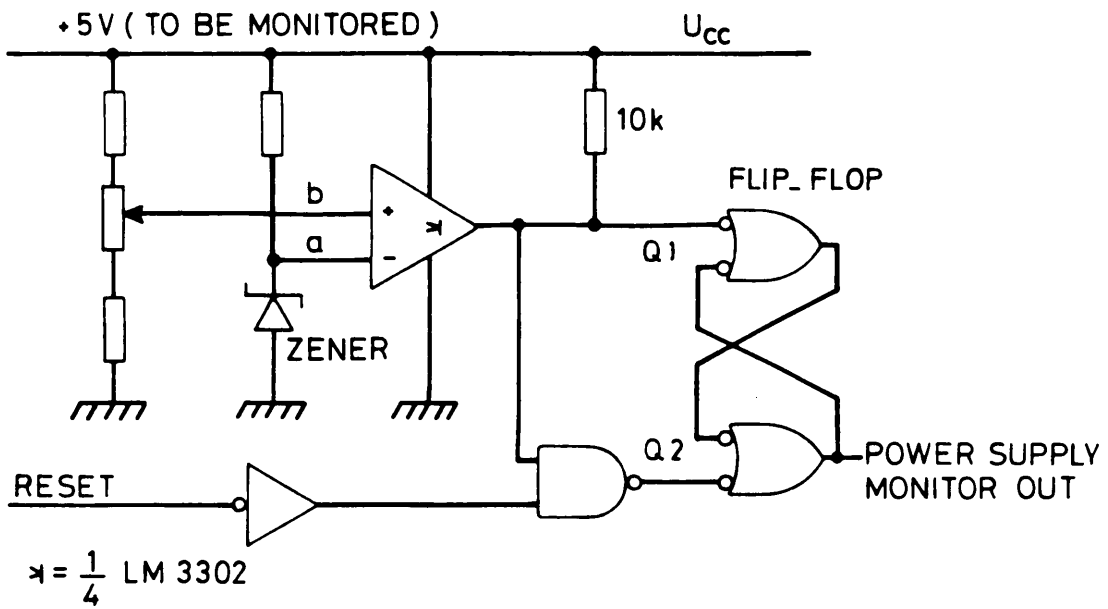 +5V ( TO BE MONITORED )
UCC
10k
FLIP_FLOP
b
+
a
-
Q1
ZENER
Q2
POWER SUPPLY
MONITOR OUT
RESET
* = 1/4 LM 3302